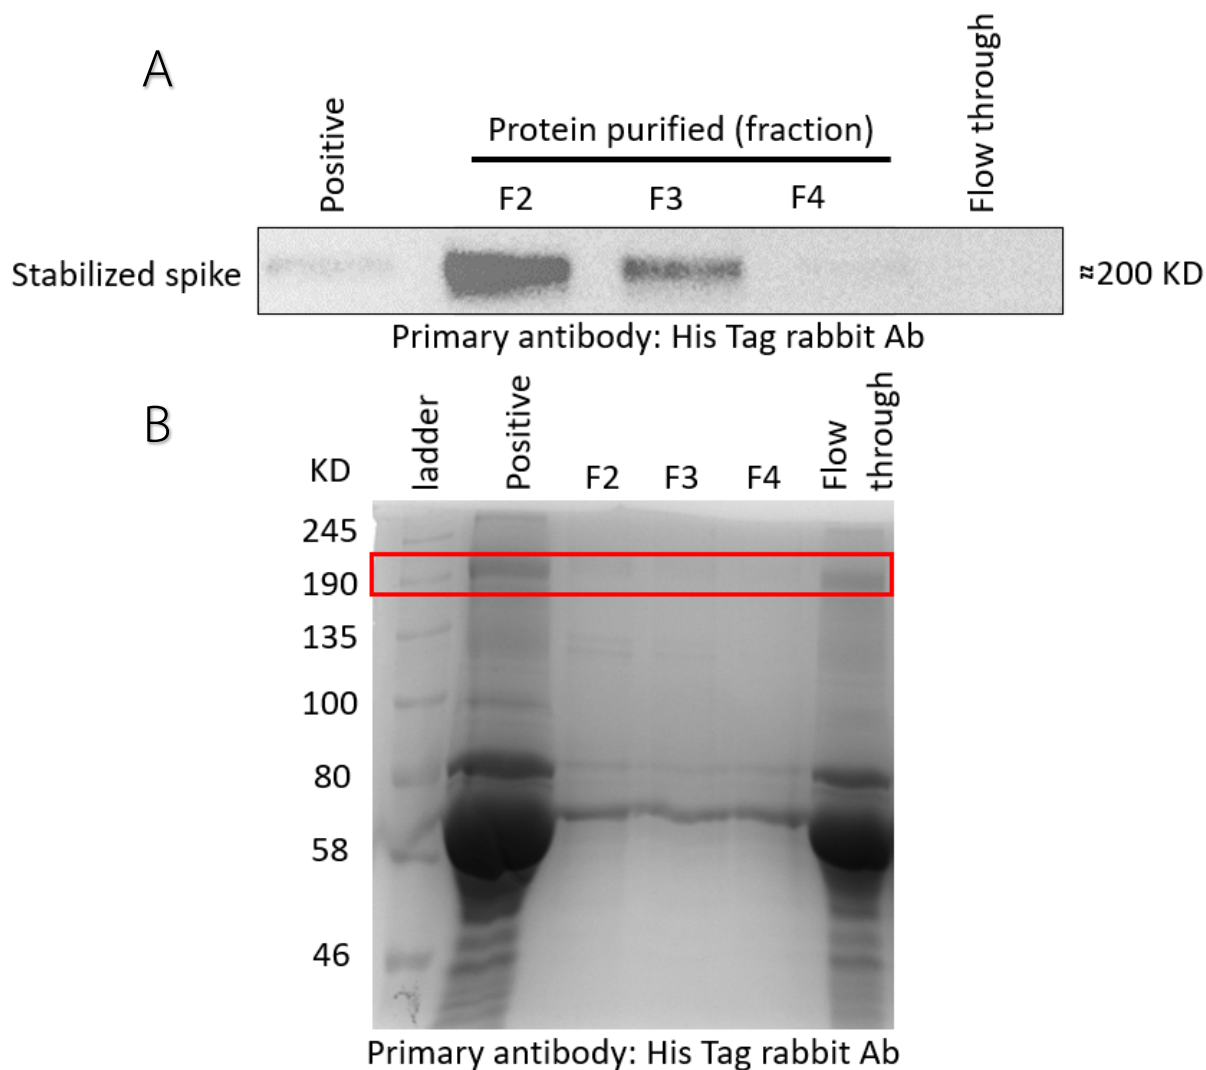 A
Positive
Protein purified (fraction)
F2 F3 F4
Flow through
Stabilized spike
≈200 KD
Primary antibody: His Tag rabbit Ab
B
KD
ladder
Positive
F2 F3 F4
Flow
through
245
190
135
100
80
58
46
Primary antibody: His Tag rabbit Ab